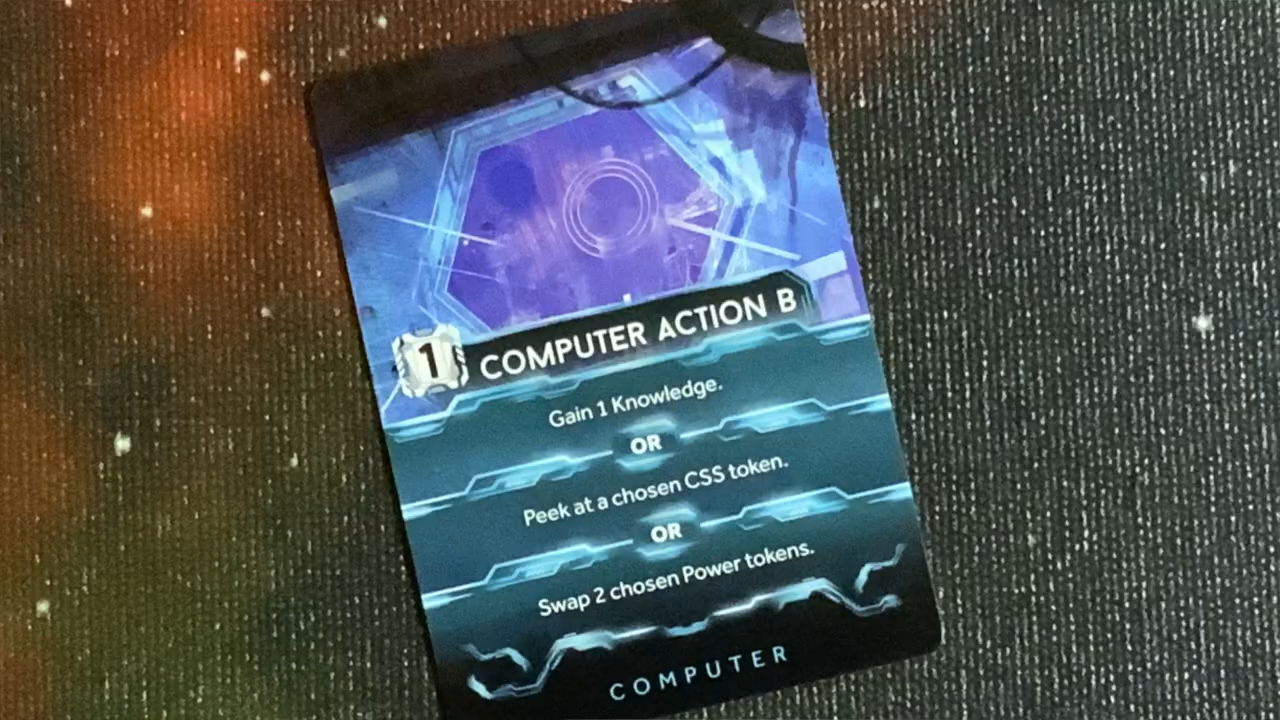 1 COMPUTER ACTION B
Gain 1 Knowledge.
OR
Peek at a chosen CSS token.
OR
Swap 2 chosen Power tokens.
COMPUTER